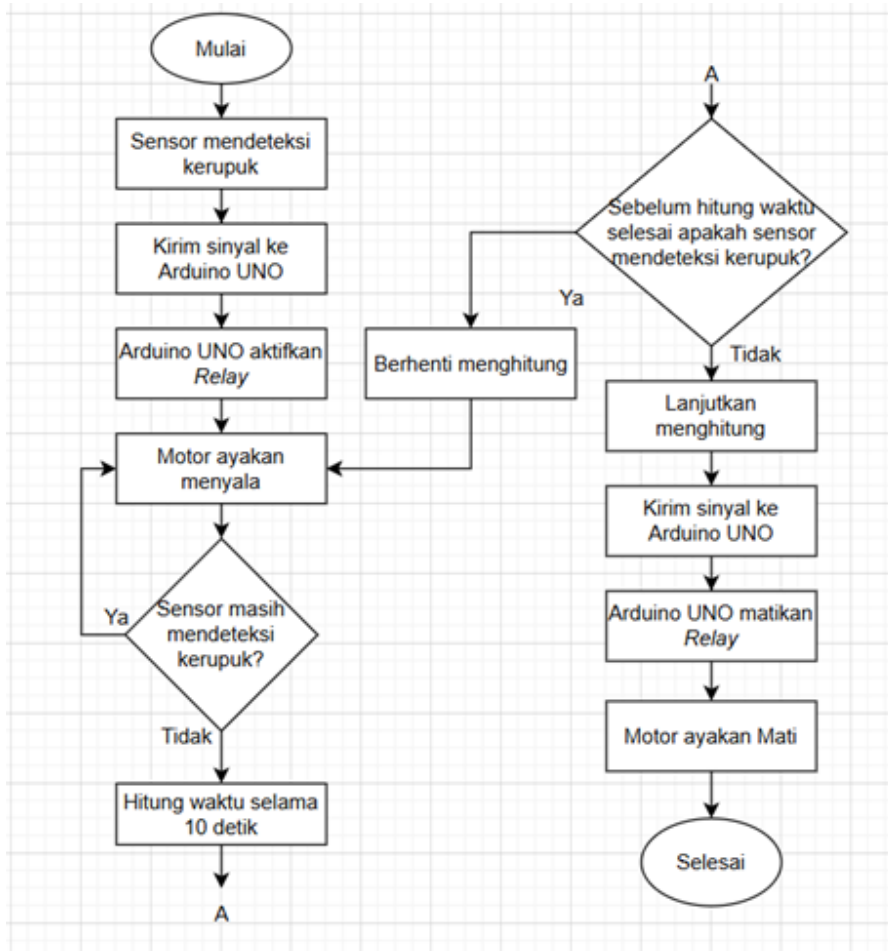 Mulai
Sensor mendeteksi
kerupuk
Kirim sinyal ke
Arduino UNO
Arduino UNO aktifkan
Relay
Motor ayakan
menyala
Ya
Sensor masih
mendeteksi
kerupuk?
Tidak
Hitung waktu selama
10 detik
A
A
Sebelum hitung waktu
selesai apakah sensor
mendeteksi kerupuk?
Ya
Berhenti menghitung
Tidak
Lanjutkan
menghitung
Kirim sinyal ke
Arduino UNO
Arduino UNO matikan
Relay
Motor ayakan Mati
Selesai